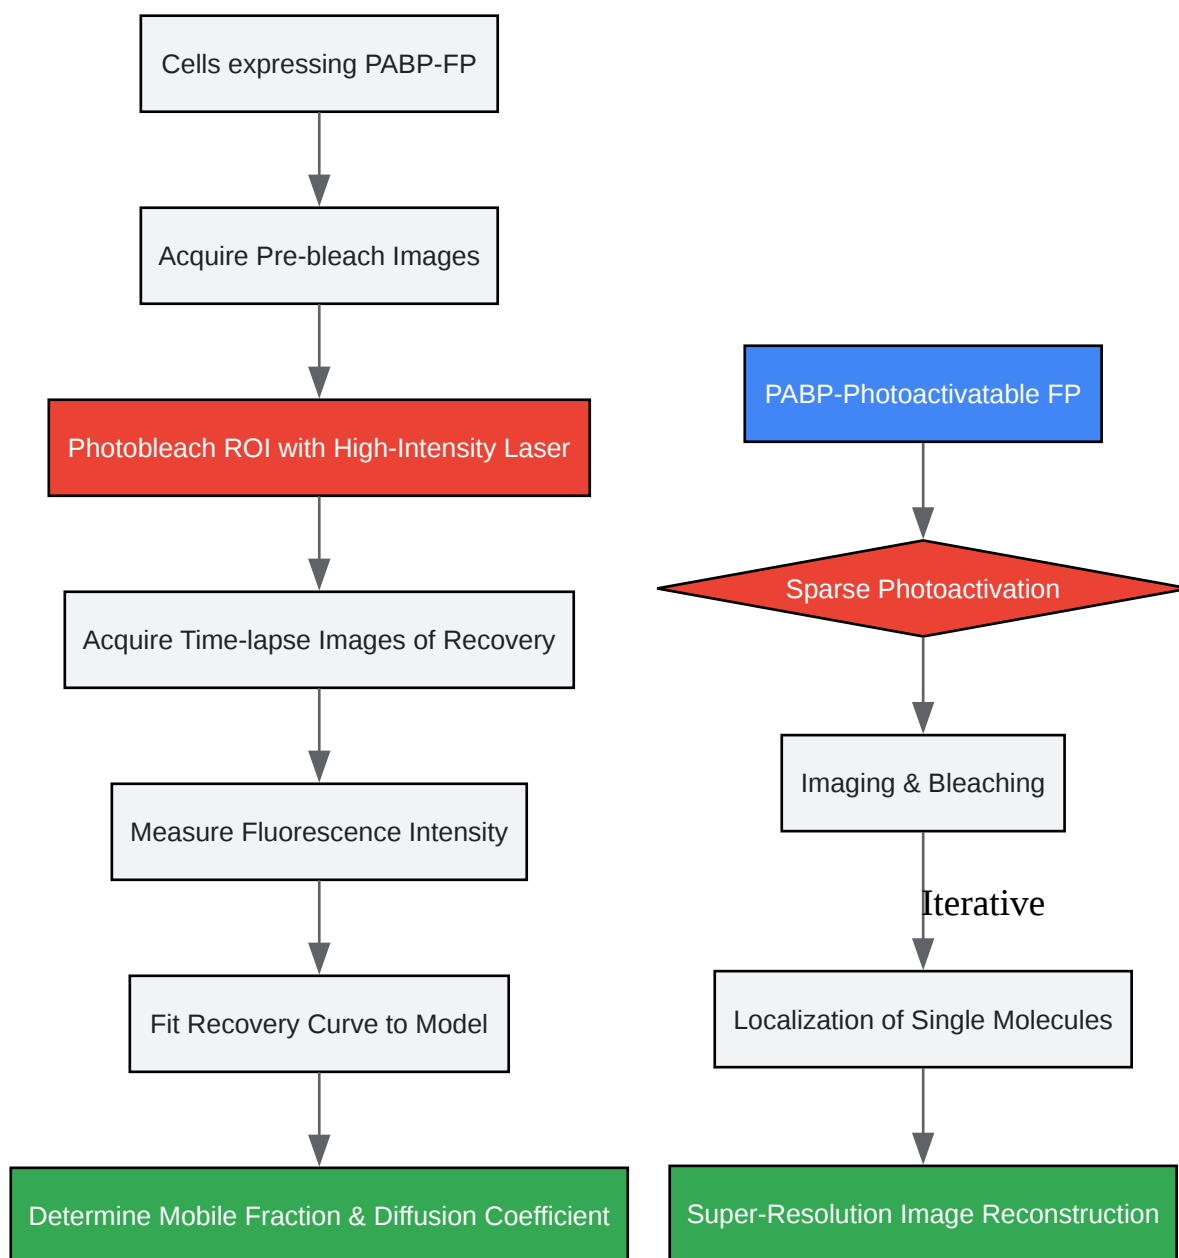 Cells expressing PABP-FP
Acquire Pre-bleach Images
Photobleach ROI with High-Intensity Laser
Acquire Time-lapse Images of Recovery
Measure Fluorescence Intensity
Fit Recovery Curve to Model
Determine Mobile Fraction & Diffusion Coefficient
PABP-Photoactivatable FP
Sparse Photoactivation
Imaging & Bleaching
Iterative
Localization of Single Molecules
Super-Resolution Image Reconstruction